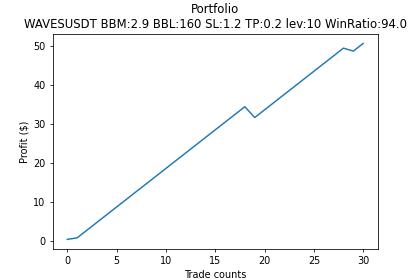 Portfolio
WAVESUSDT BBM:2.9 BBL:160 SL:1.2 TP:0.2 lev:10 WinRatio:94.0
Profit ($)
50
40
30
20
10
0
0 5 10 15 20 25 30
Trade counts